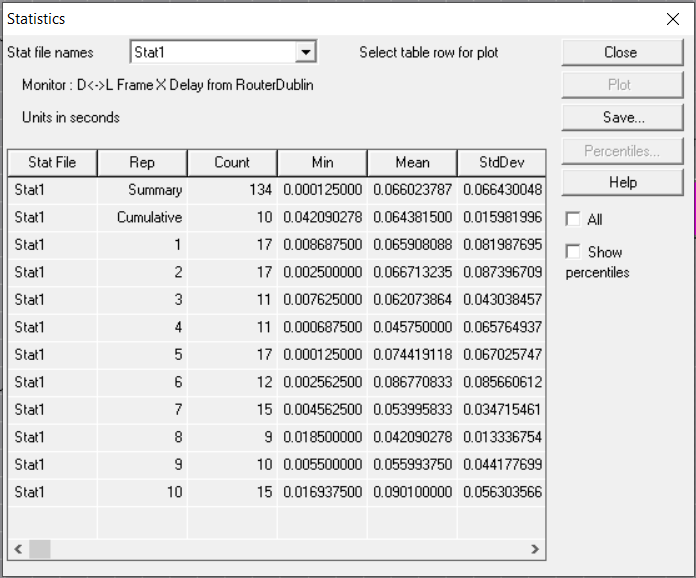 Statistics
Stat file names Stat1 Select table row for plot Close
Monitor : D<->L Frame X Delay from RouterDublin Plot
Units in seconds Save...
Percentiles...
Help
All
Show percentiles
Stat File Rep Count Min Mean StdDev
Stat1 Summary 134 0.000125000 0.066023787 0.066430048
Stat1 Cumulative 10 0.042090278 0.064381500 0.015981996
Stat1 1 17 0.008687500 0.065908088 0.081987695
Stat1 2 17 0.002500000 0.066713235 0.087396709
Stat1 3 11 0.007625000 0.062073864 0.043038457
Stat1 4 11 0.000687500 0.045750000 0.065764937
Stat1 5 17 0.000125000 0.074419118 0.067025747
Stat1 6 12 0.002562500 0.086770833 0.085660612
Stat1 7 15 0.004562500 0.053995833 0.034715461
Stat1 8 9 0.018500000 0.042090278 0.013336754
Stat1 9 10 0.005500000 0.055993750 0.044177699
Stat1 10 15 0.016937500 0.090100000 0.056303566